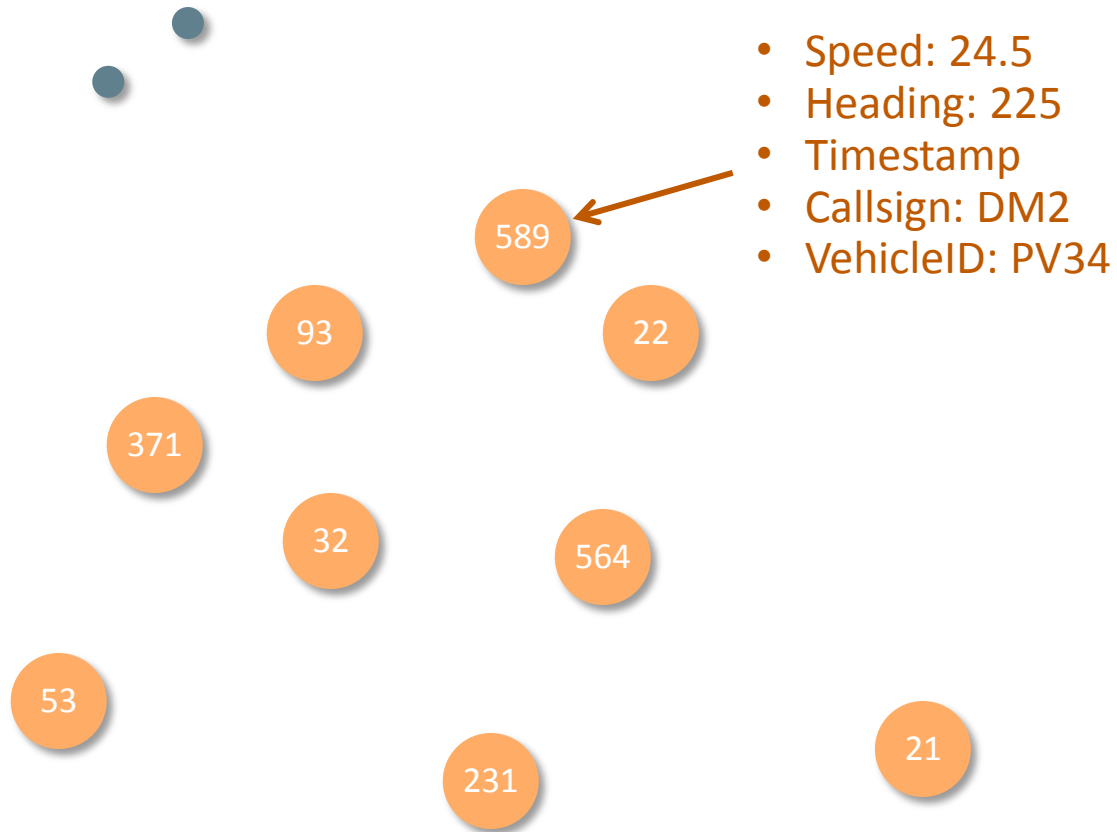 • Speed: 24.5
• Heading: 225
• Timestamp
• Callsign: DM2
• VehicleID: PV34
589
93
22
371
32
564
53
21
231